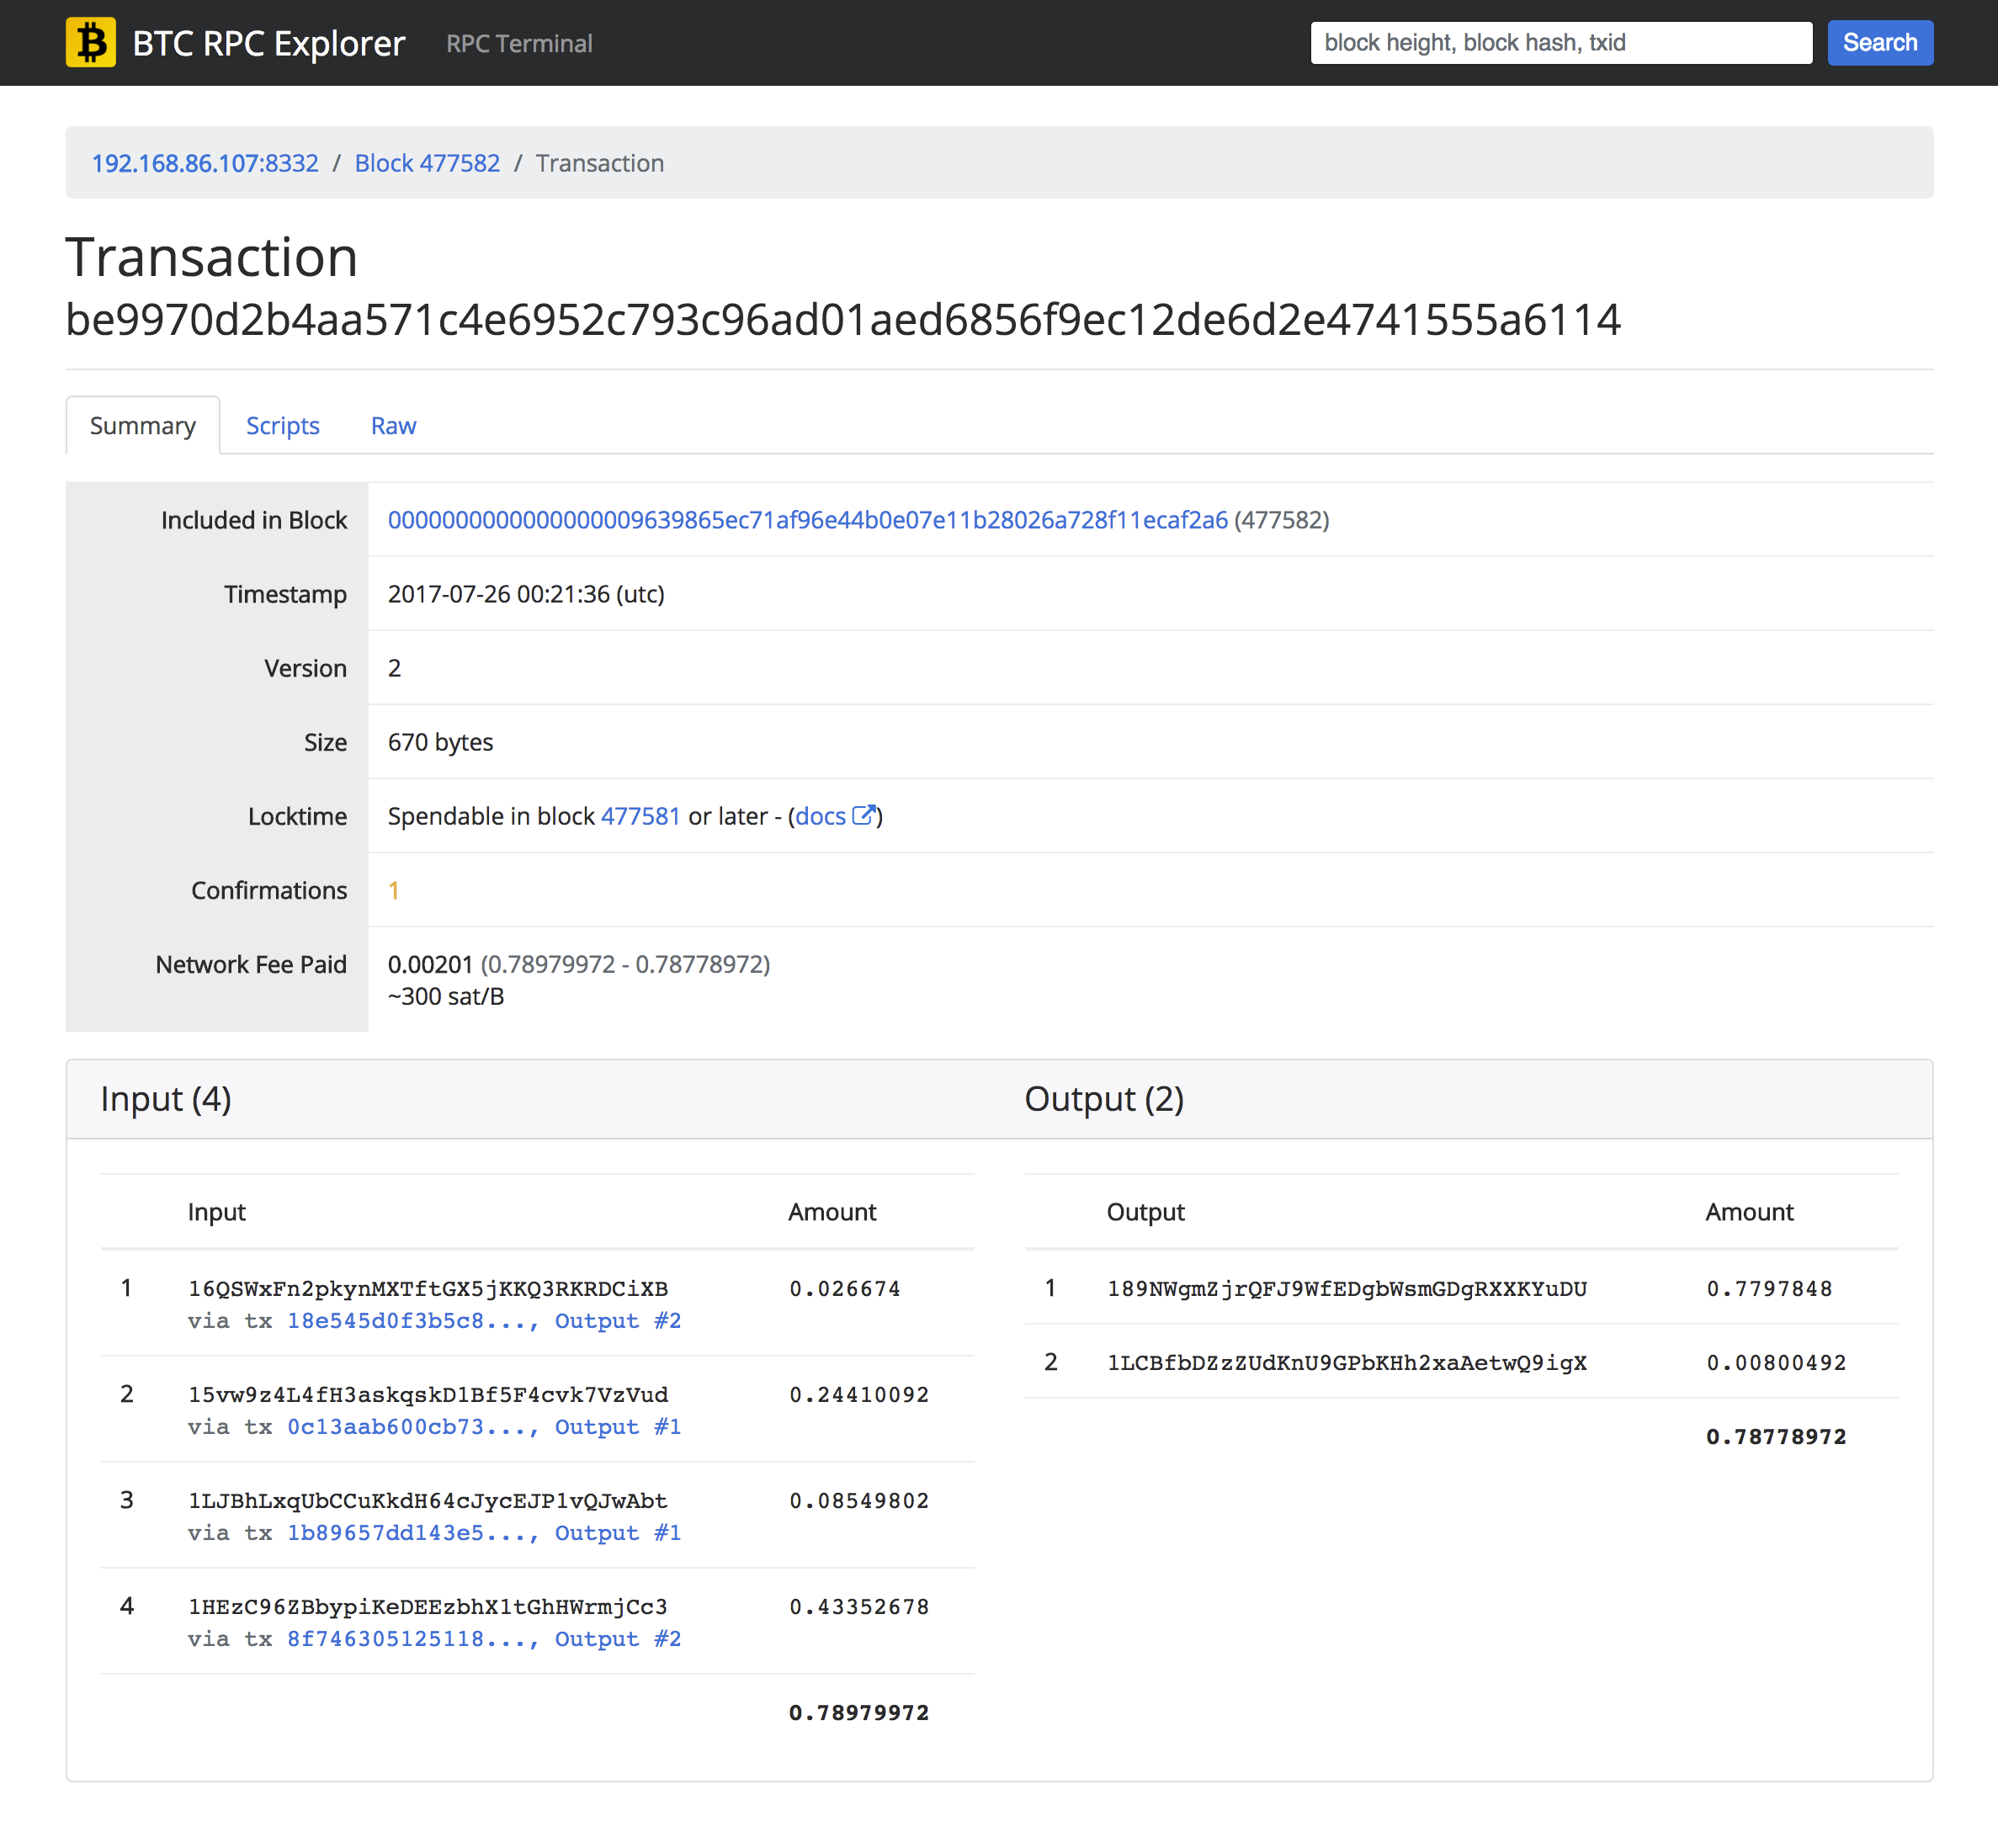 BTC RPC Explorer RPC Terminal block height, block hash, txid Search
192.168.86.107:8332 / Block 477582 / Transaction
Transaction
be9970d2b4aa571c4e6952c793c96ad01aed6856f9ec12de6d2e4741555a6114
Summary Scripts Raw
Included in Block 0000000000000000009639865ec71af96e44b0e07e11b28026a728f11ecaf2a6 (477582)
Timestamp 2017-07-26 00:21:36 (utc)
Version 2
Size 670 bytes
Locktime Spendable in block 477581 or later - (docs)
Confirmations 1
Network Fee Paid 0.00201 (0.78979972 - 0.78778972)
~300 sat/B
Input (4)
Input Amount
1 16QSWxFn2pkynMXTftGX5jKKQ3RKRDCiXB 0.026674
via tx 18e545d0f3b5c8..., Output #2
2 15vw9z4L4fH3askqskD1Bf5F4cvk7VzVud 0.24410092
via tx 0c13aab600cb73..., Output #1
3 1LJBhLxqUbCCuKkdH64cJycEJP1vQJwAbt 0.08549802
via tx 1b89657dd143e5..., Output #1
4 1HEzC96ZBbypiKeDEEzbhX1tGhHWrmjCc3 0.43352678
via tx 8f746305125118..., Output #2
0.78979972
Output (2)
Output Amount
1 189NWgmZjrQFJ9WfEDgbWsmGDgRXXKYuDU 0.7797848
2 1LCBfbDZzZUdKnU9GPbKHh2xaAetwQ9igX 0.00800492
0.78778972